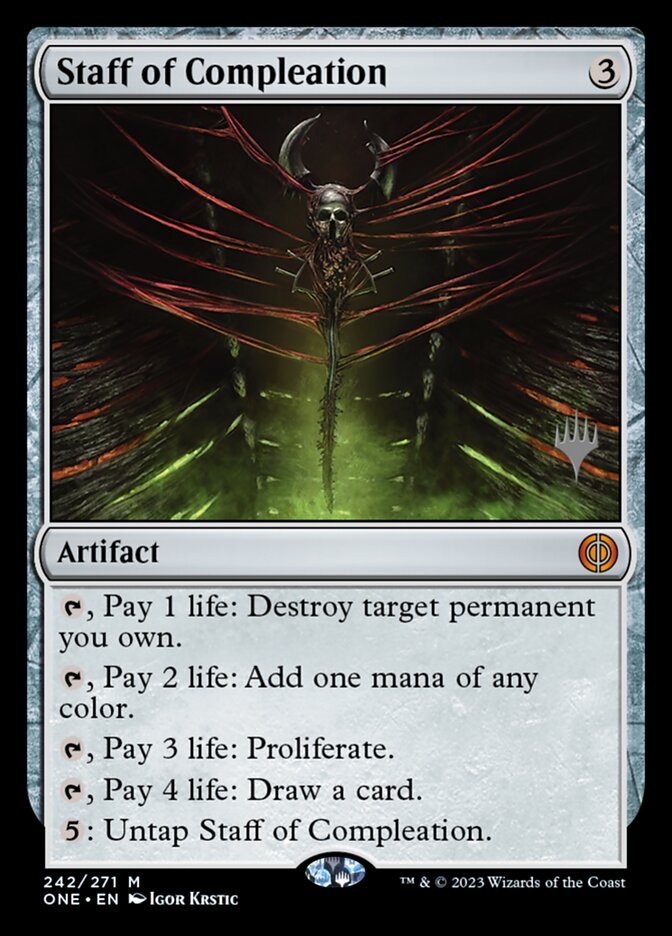 Staff of Compleation 3
Artifact
, Pay 1 life: Destroy target permanent
you own.
, Pay 2 life: Add one mana of any
color.
, Pay 3 life: Proliferate.
, Pay 4 life: Draw a card.
5: Untap Staff of Compleation.
242/271 M
ONE • EN Igor Krstic
™ & © 2023 Wizards of the Coast